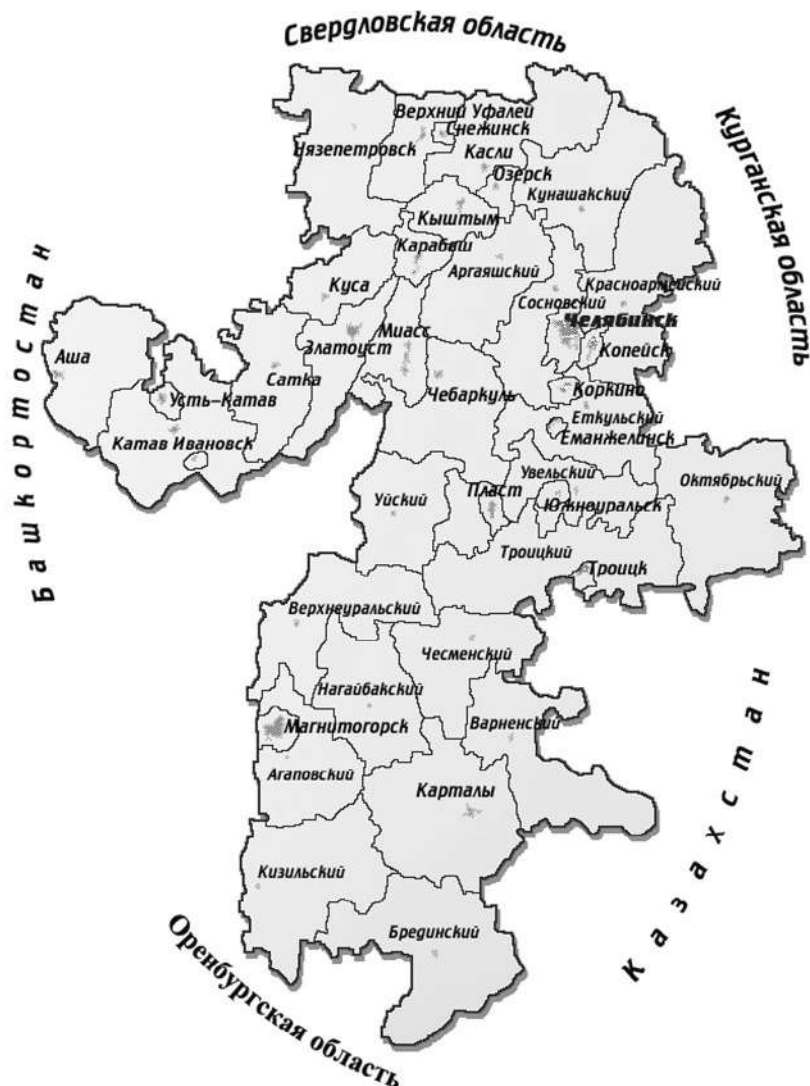 Свердловская область
Курганская область
Башкортостан
Казахстан
Оренбургская область
Верхний Уфалей
Снежинск
Нязепетровск
Касли
Озерск
Кунашакский
Кыштым
Карабаш
Аргаяшский
Куса
Сосновский
Красноармейский
Челябинск
Златоуст
Миасс
Копейск
Аша
Сатка
Чебаркуль
Коркино
Усть-Катав
Еткульский
Катав Ивановск
Еманжелинск
Увельский
Октябрьский
Уйский
Пласт
Южноуральск
Троицкий
Троицк
Верхнеуральский
Чесменский
Нагайбакский
Магнитогорск
Варненский
Агаповский
Карталы
Кизильский
Брединский